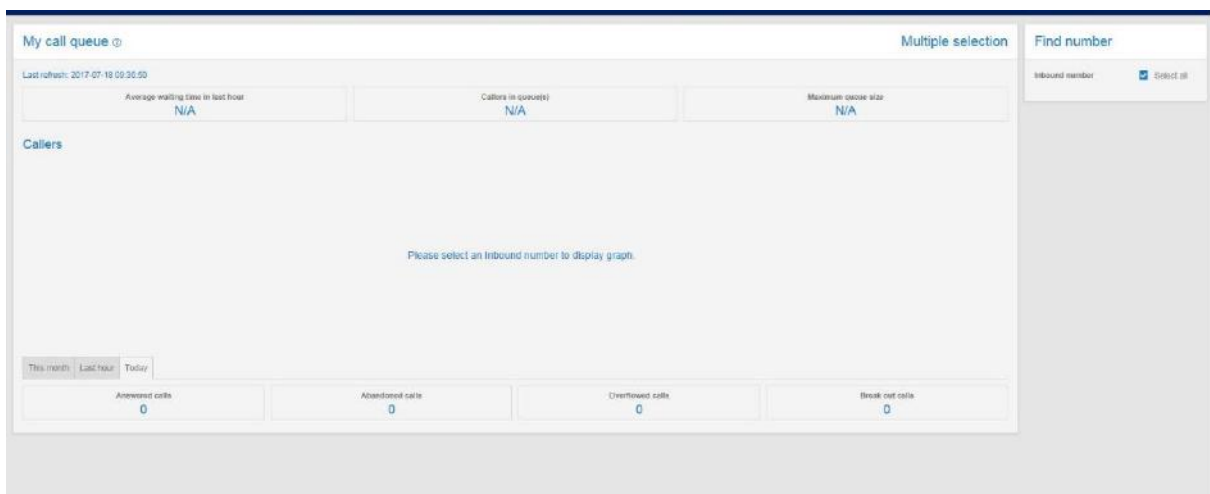 My call queue
Multiple selection
Find number
Last refresh: 2017-07-18 09:36:50
Inbound number
Select all
Average waiting time in last hour
N/A
Callers in queue(s)
N/A
Maximum queue size
N/A
Callers
Please select an Inbound number to display graph.
This month Last hour Today
Answered calls
0
Abandoned calls
0
Overflowed calls
0
Break out calls
0